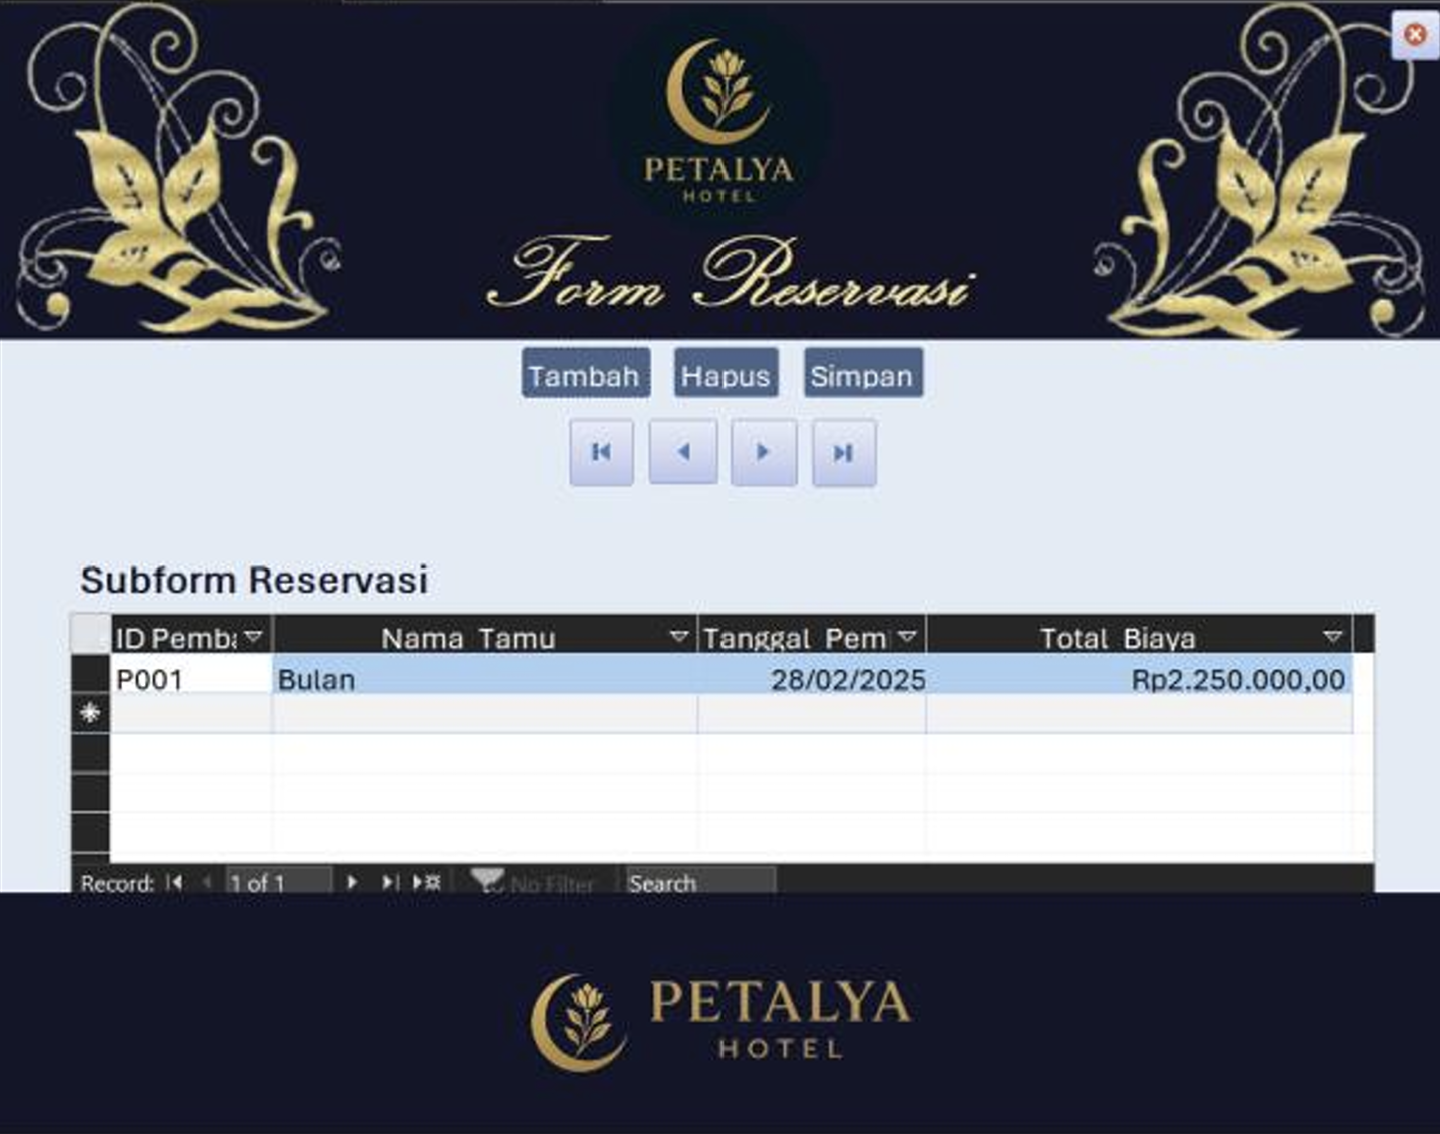 PETALYA
HOTEL
Form Reservasi
Tambah Hapus Simpan
Subform Reservasi
ID Pemba Nama Tamu Tanggal Pem Total Biaya
P001 Bulan 28/02/2025 Rp2.250.000,00
Record: 1 of 1 No Filter Search
PETALYA
HOTEL